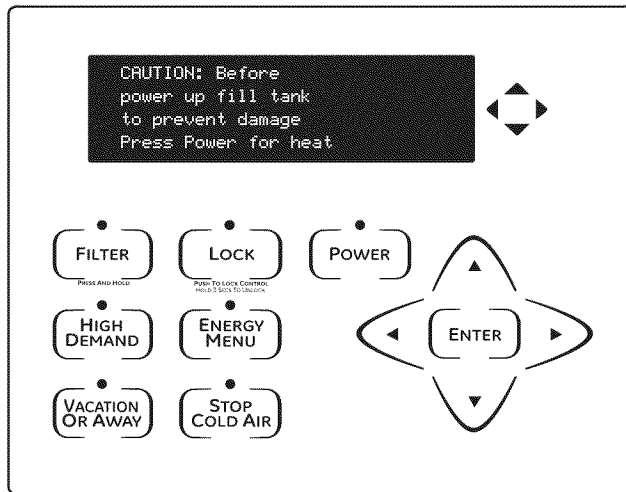 CAUTION: Before
power up fill tank
to prevent damage
Press Power for heat
FILTER
PRESS AND HOLD
LOCK
PUSH TO LOCK CONTROL
HOLD 3 SECS TO UNLOCK
POWER
HIGH
DEMAND
ENERGY
MENU
ENTER
VACATION
OR AWAY
STOP
COLD AIR